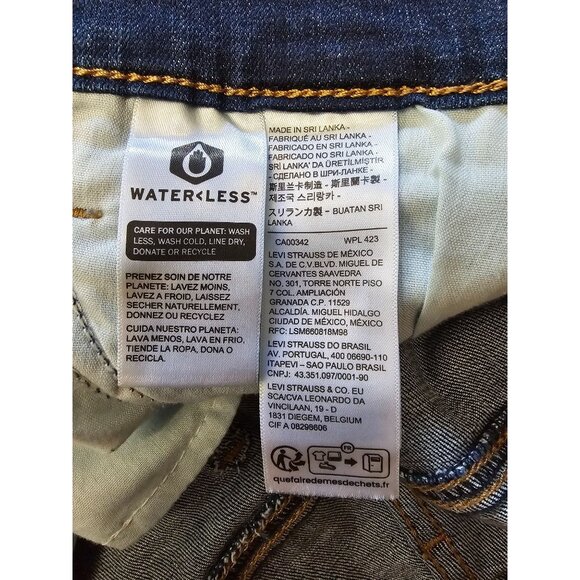 WATER<LESS™
CARE FOR OUR PLANET: WASH
LESS, WASH COLD, LINE DRY,
DONATE OR RECYCLE
PRENEZ SOIN DE NOTRE
PLANETE: LAVEZ MOINS,
LAVEZ A FROID, LAISSEZ
SECHER NATURELLEMENT.
DONNEZ OU RECYCLEZ
CUIDA NUESTRO PLANETA:
LAVA MENOS, LAVA EN FRIO,
TIENDE LA ROPA, DONA O
RECICLA.
MADE IN SRI LANKA -
FABRIQUÉ AU SRI LANKA -
FABRICADO EN SRI LANKA -
FABRICADO NO SRI LANKA -
SRİ LANKA' DA ÜRETİLMİŞTİR
- СДЕЛАНО В ШРИ-ЛАНКЕ -
斯里兰卡制造 - 斯里蘭卡製 -
제조국 스리랑카 -
スリランカ製 - BUATAN SRI
LANKA
CA00342 WPL 423
LEVI STRAUSS DE MÉXICO
S.A. DE C.V.BLVD. MIGUEL DE
CERVANTES SAAVEDRA
NO. 301, TORRE NORTE PISO
7 COL. AMPLIACIÓN
GRANADA C.P. 11529
ALCALDÍA. MIGUEL HIDALGO
CIUDAD DE MÉXICO, MÉXICO
RFC: LSM660818M98
LEVI STRAUSS DO BRASIL
AV. PORTUGAL, 400 06690-110
ITAPEVI – SAO PAULO BRASIL
CNPJ: 43.351.097/0001-90
LEVI STRAUSS & CO. EU
SCA/CVA LEONARDO DA
VINCILAAN, 19 - D
1831 DIEGEM, BELGIUM
CIF A 08298606
FR
quefairedemesdechets.fr